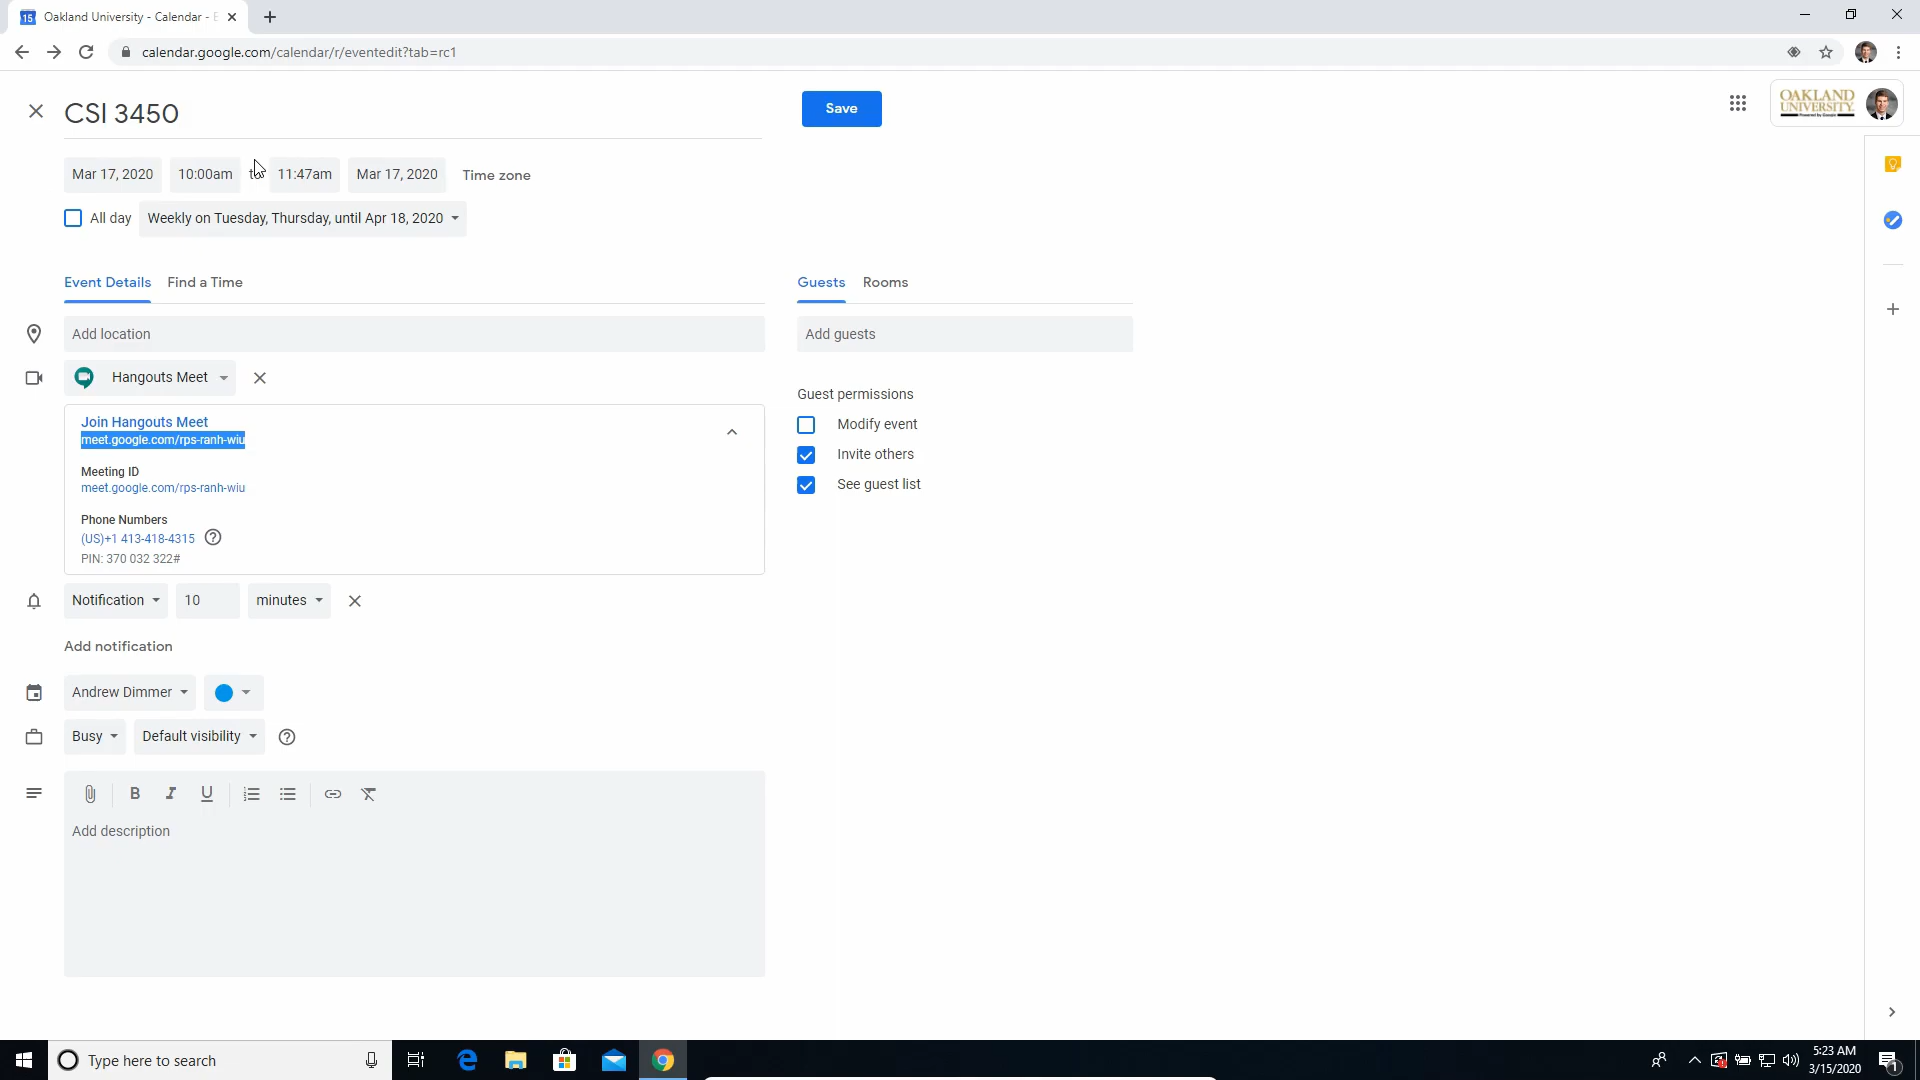 15 Oakland University - Calendar - E
calendar.google.com/calendar/r/eventedit?tab=rc1
CSI 3450
Save
OAKLAND
UNIVERSITY
Mar 17, 2020 10:00am 11:47am Mar 17, 2020 Time zone
All day Weekly on Tuesday, Thursday, until Apr 18, 2020
Event Details Find a Time
Guests Rooms
Add location
Add guests
Hangouts Meet
Join Hangouts Meet
meet.google.com/rps-ranh-wiu
Meeting ID
meet.google.com/rps-ranh-wiu
Phone Numbers
(US)+1 413-418-4315
PIN: 370 032 322#
Guest permissions
Modify event
Invite others
See guest list
Notification 10 minutes
Add notification
Andrew Dimmer
Busy Default visibility
B I U
Add description
Type here to search
5:23 AM
3/15/2020
1